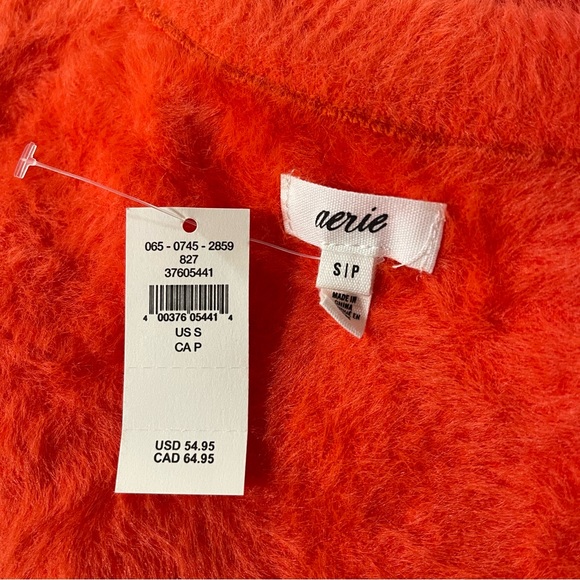 065 - 0745 - 2859
827
37605441
4 00376 05441 4
US S
CA P
USD 54.95
CAD 64.95
aerie
S|P
MADE IN
CHINA